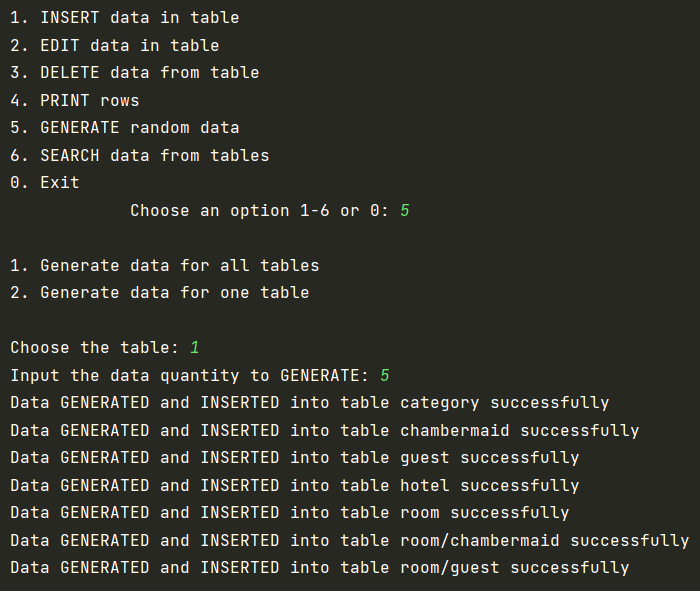 1. INSERT data in table
2. EDIT data in table
3. DELETE data from table
4. PRINT rows
5. GENERATE random data
6. SEARCH data from tables
0. Exit
Choose an option 1-6 or 0: 5
1. Generate data for all tables
2. Generate data for one table
Choose the table: 1
Input the data quantity to GENERATE: 5
Data GENERATED and INSERTED into table category successfully
Data GENERATED and INSERTED into table chambermaid successfully
Data GENERATED and INSERTED into table guest successfully
Data GENERATED and INSERTED into table hotel successfully
Data GENERATED and INSERTED into table room successfully
Data GENERATED and INSERTED into table room/chambermaid successfully
Data GENERATED and INSERTED into table room/guest successfully